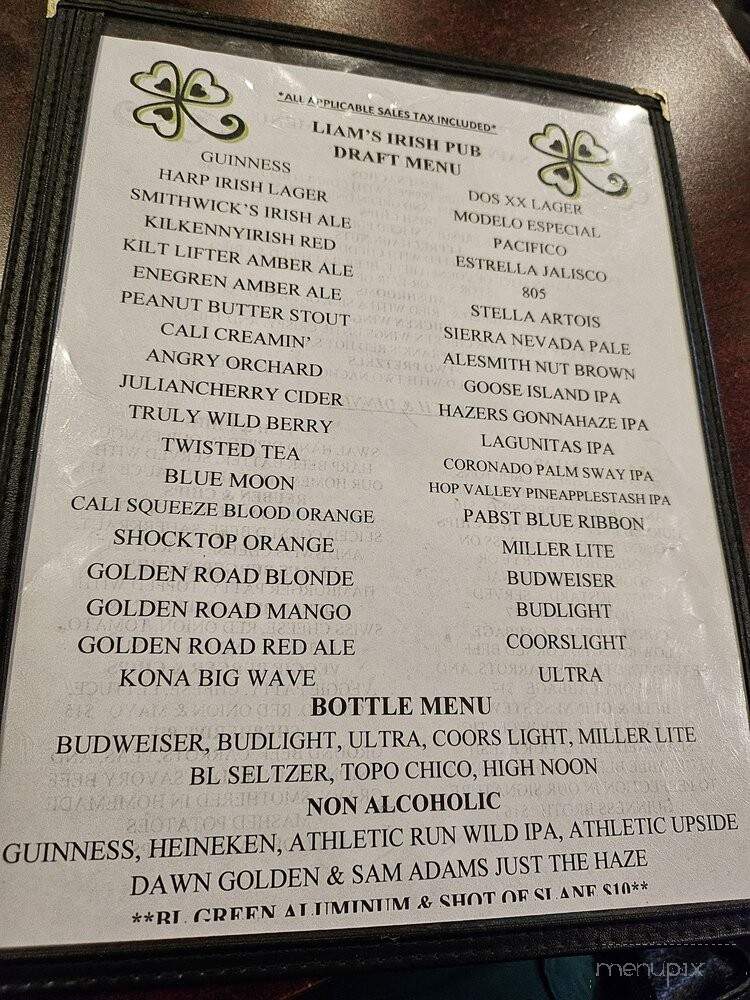 *ALL APPLICABLE SALES TAX INCLUDED*
LIAM'S IRISH PUB
DRAFT MENU
GUINNESS
HARP IRISH LAGER
SMITHWICK'S IRISH ALE
KILKENNYIRISH RED
KILT LIFTER AMBER ALE
ENEGREN AMBER ALE
PEANUT BUTTER STOUT
CALI CREAMIN'
ANGRY ORCHARD
JULIANCHERRY CIDER
TRULY WILD BERRY
TWISTED TEA
BLUE MOON
CALI SQUEEZE BLOOD ORANGE
SHOCKTOP ORANGE
GOLDEN ROAD BLONDE
GOLDEN ROAD MANGO
GOLDEN ROAD RED ALE
KONA BIG WAVE
DOS XX LAGER
MODELO ESPECIAL
PACIFICO
ESTRELLA JALISCO
805
STELLA ARTOIS
SIERRA NEVADA PALE
ALESMITH NUT BROWN
GOOSE ISLAND IPA
HAZERS GONNAHAZE IPA
LAGUNITAS IPA
CORONADO PALM SWAY IPA
HOP VALLEY PINEAPPLESTASH IPA
PABST BLUE RIBBON
MILLER LITE
BUDWEISER
BUDLIGHT
COORSLIGHT
ULTRA
BOTTLE MENU
BUDWEISER, BUDLIGHT, ULTRA, COORS LIGHT, MILLER LITE
BL SELTZER, TOPO CHICO, HIGH NOON
NON ALCOHOLIC
GUINNESS, HEINEKEN, ATHLETIC RUN WILD IPA, ATHLETIC UPSIDE
DAWN GOLDEN & SAM ADAMS JUST THE HAZE
**BL GREEN ALUMINUM & SHOT OF SLANE $10**
menupix